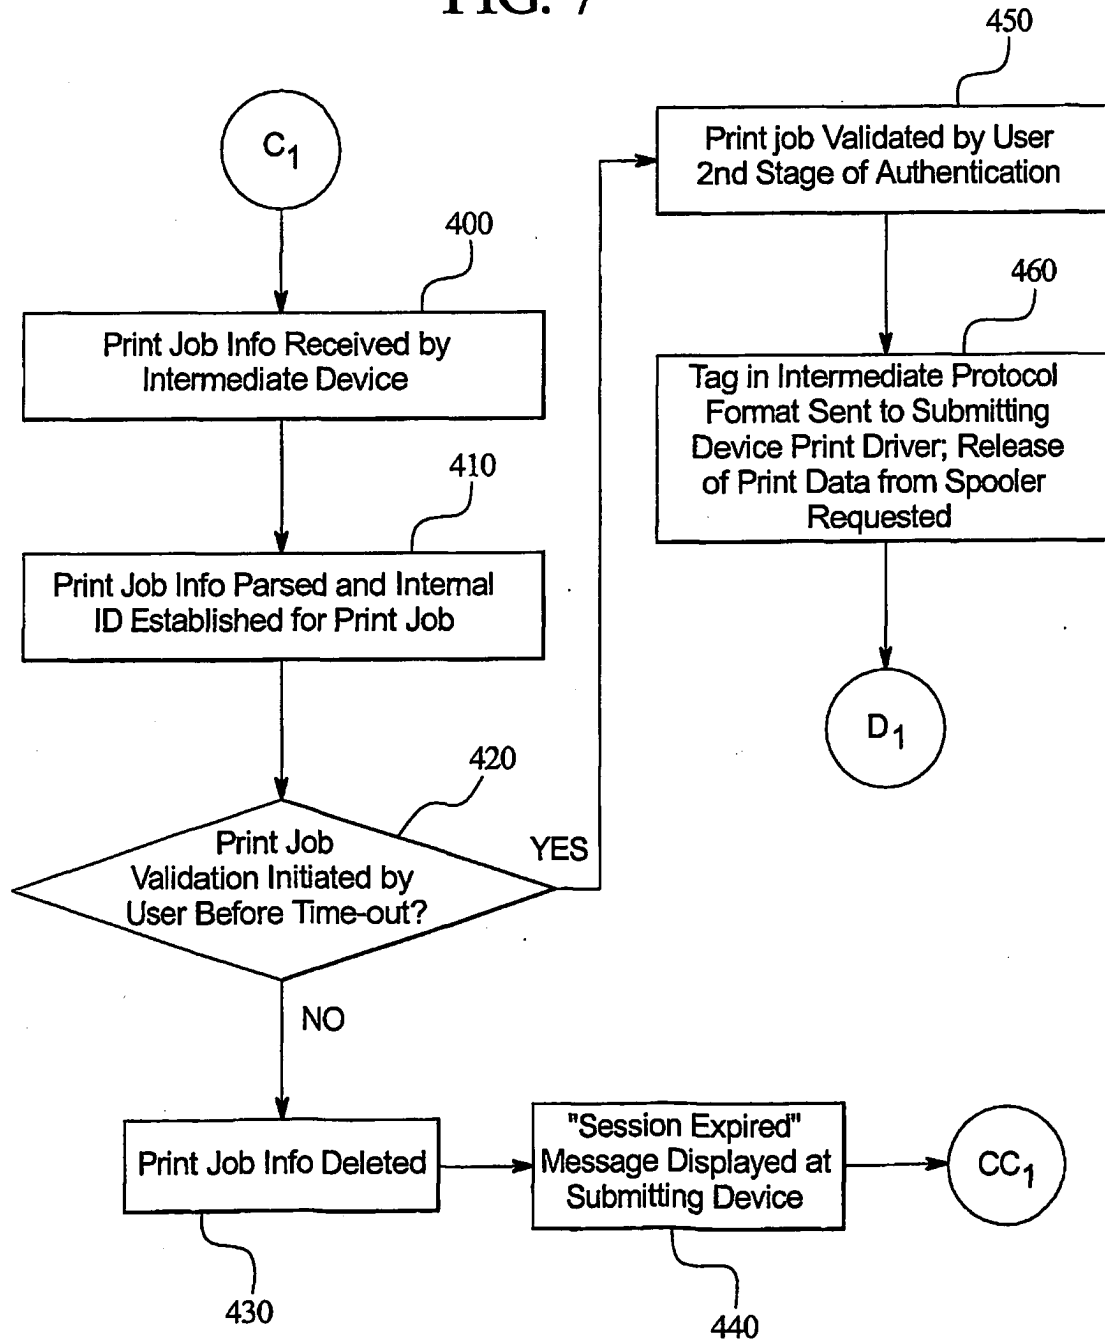 FIG. 7
C1
400
Print Job Info Received by
Intermediate Device
410
Print Job Info Parsed and Internal
ID Established for Print Job
420
Print Job
Validation Initiated by
User Before Time-out?
YES
NO
Print Job Info Deleted
430
"Session Expired"
Message Displayed at
Submitting Device
440
CC1
450
Print job Validated by User
2nd Stage of Authentication
460
Tag in Intermediate Protocol
Format Sent to Submitting
Device Print Driver; Release
of Print Data from Spooler
Requested
D1